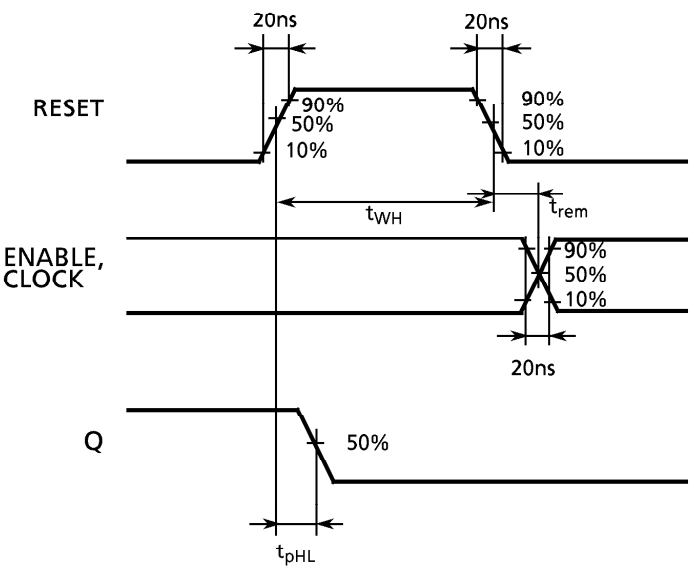 20ns 20ns
RESET
90% 90%
50% 50%
10% 10%
tWH
trem
ENABLE,
CLOCK
90%
50%
10%
20ns
Q
50%
tpHL